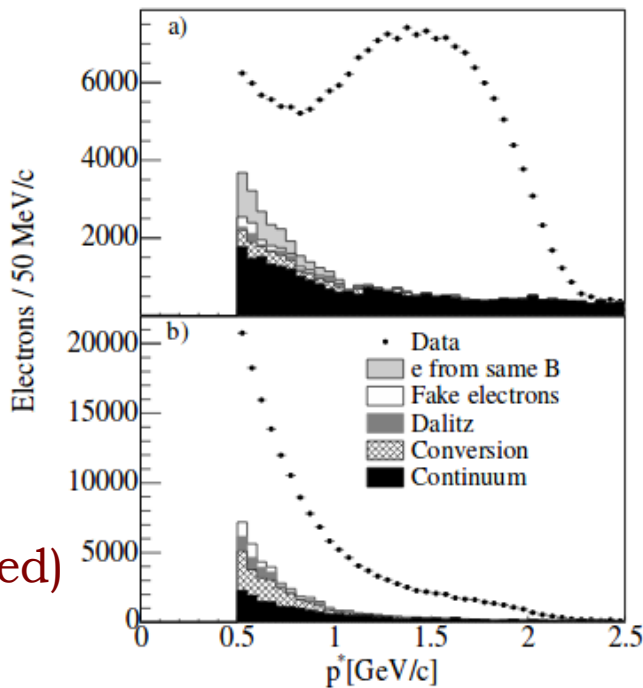 a)
6000
4000
2000
Electrons / 50 MeV/c
b)
20000
15000
10000
5000
0
Data
e from same B
Fake electrons
Dalitz
Conversion
Continuum
ed)
0 0.5 1 1.5 2 2.5
p*[GeV/c]